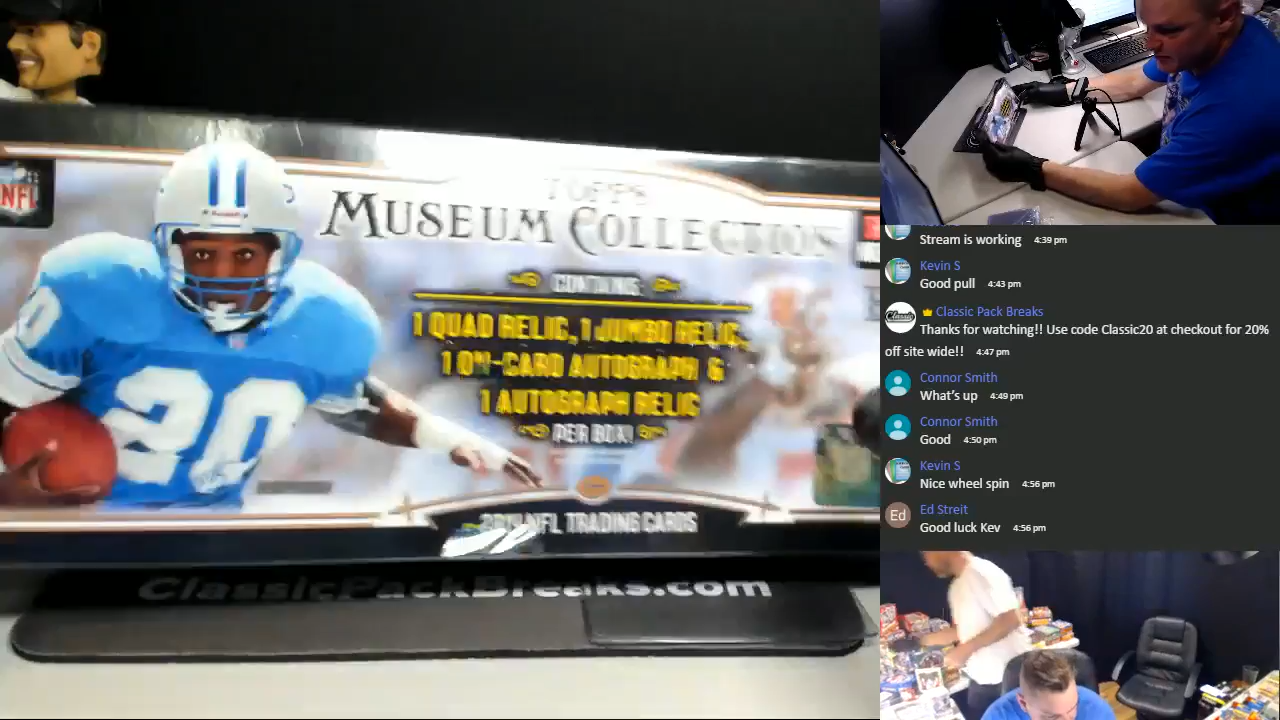 NFL
TOPPS
MUSEUM COLLECTION
CONTAINS:
1 QUAD RELIC, 1 JUMBO RELIC,
1 ON-CARD AUTOGRAPH &
1 AUTOGRAPH RELIC
PER BOX!
NFL TRADING CARDS
ClassicPackBreaks.com
20
20
Stream is working 4:39 pm
Kevin S
Good pull 4:43 pm
Classic Pack Breaks
Thanks for watching!! Use code Classic20 at checkout for 20%
off site wide!! 4:47 pm
Connor Smith
What's up 4:49 pm
Connor Smith
Good 4:50 pm
Kevin S
Nice wheel spin 4:56 pm
Ed
Ed Streit
Good luck Kev 4:56 pm